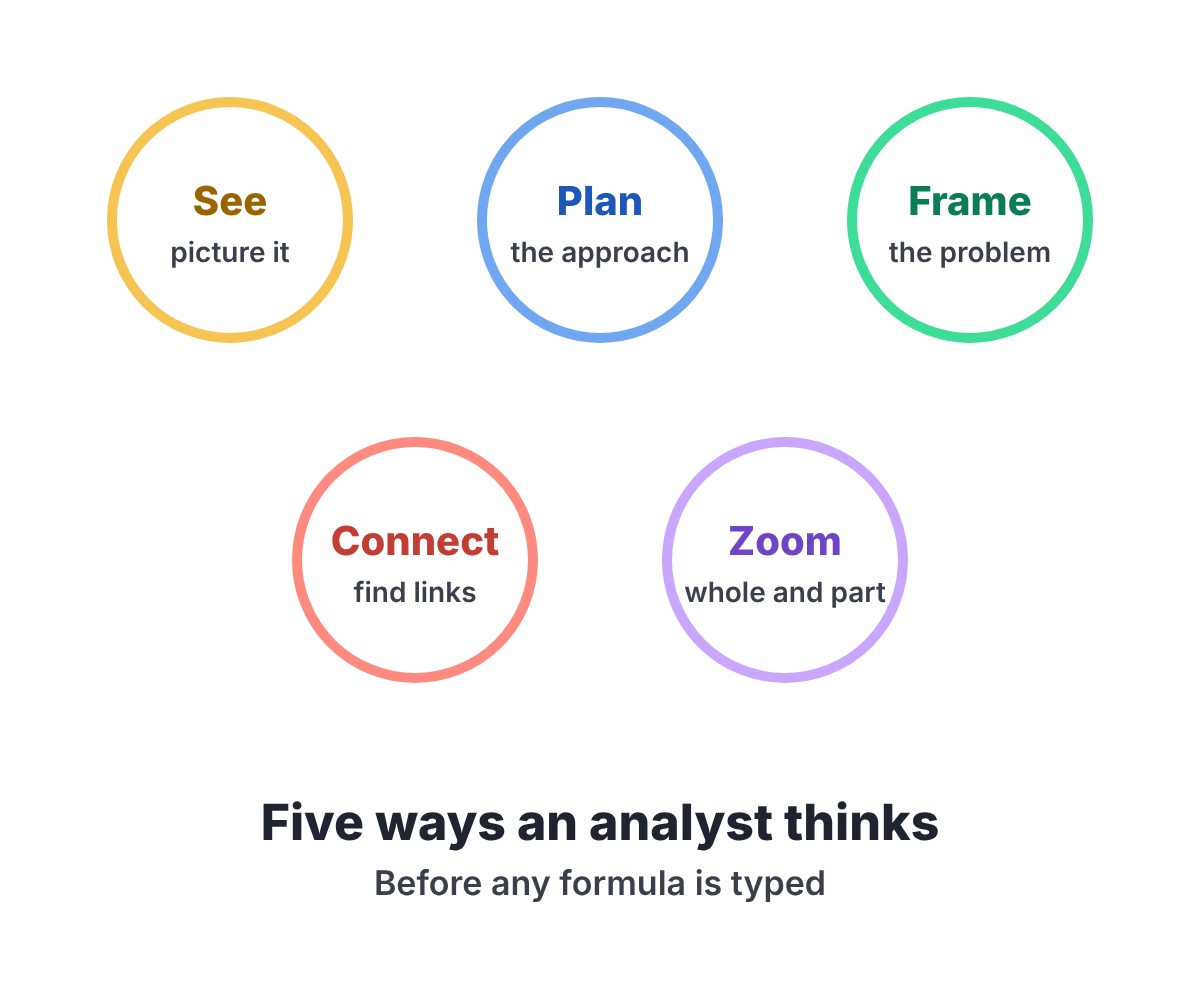 See
picture it
Plan
the approach
Frame
the problem
Connect
find links
Zoom
whole and part
Five ways an analyst thinks
Before any formula is typed